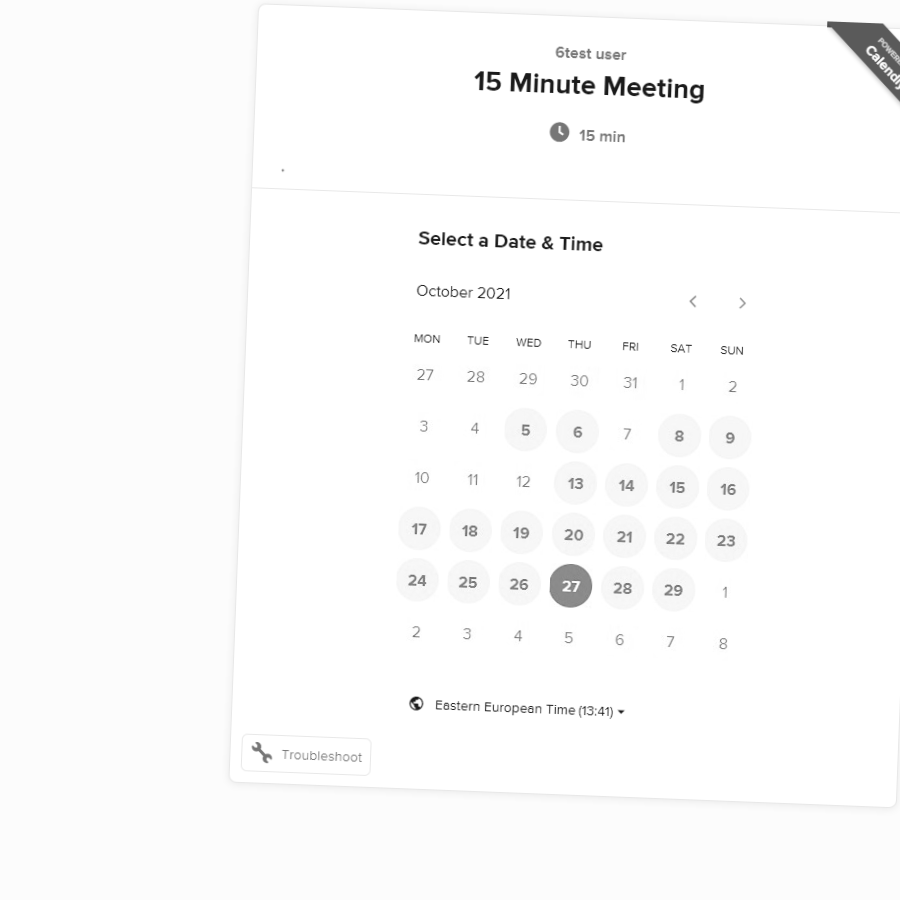 6test user
15 Minute Meeting
15 min
Calendly
Select a Date & Time
October 2021
MON TUE WED THU FRI SAT SUN
27 28 29 30 31 1 2
3 4 5 6 7 8 9
10 11 12 13 14 15 16
17 18 19 20 21 22 23
24 25 26 27 28 29 1
2 3 4 5 6 7 8
Eastern European Time (13:41)
Troubleshoot